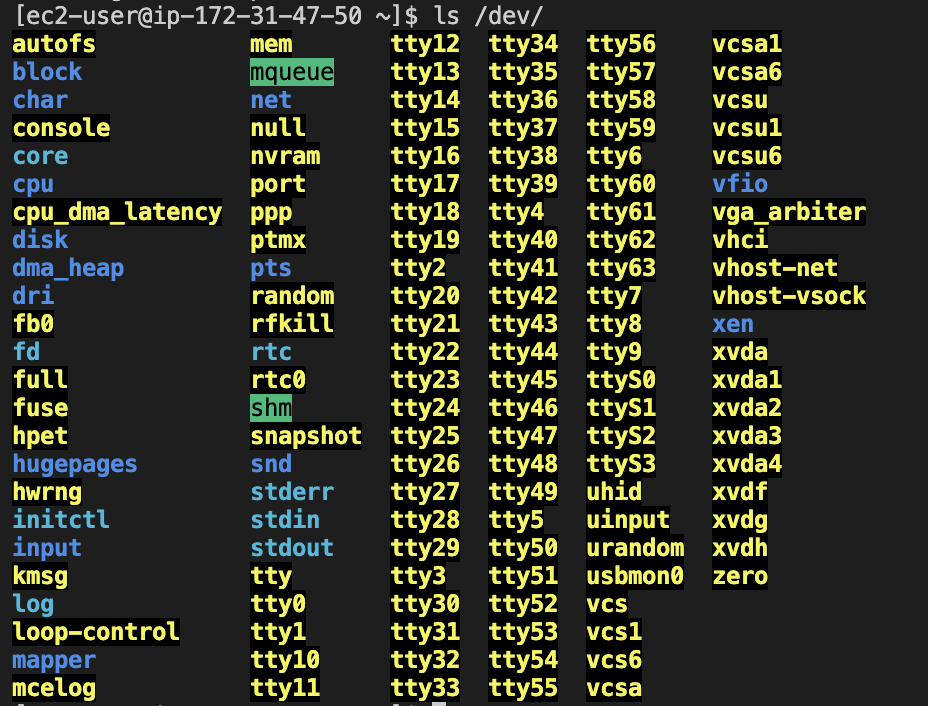 [ec2-user@ip-172-31-47-50 ~]$ ls /dev/
autofs mem tty12 tty34 tty56 vcsa1
block mqueue tty13 tty35 tty57 vcsa6
char net tty14 tty36 tty58 vcsu
console null tty15 tty37 tty59 vcsu1
core nvram tty16 tty38 tty6 vcsu6
cpu port tty17 tty39 tty60 vfio
cpu_dma_latency ppp tty18 tty4 tty61 vga_arbiter
disk ptmx tty19 tty40 tty62 vhci
dma_heap pts tty2 tty41 tty63 vhost-net
dri random tty20 tty42 tty7 vhost-vsock
fb0 rfkill tty21 tty43 tty8 xen
fd rtc tty22 tty44 tty9 xvda
full rtc0 tty23 tty45 ttyS0 xvda1
fuse shm tty24 tty46 ttyS1 xvda2
hpet snapshot tty25 tty47 ttyS2 xvda3
hugepages snd tty26 tty48 ttyS3 xvda4
hwrng stderr tty27 tty49 uhid xvdf
initctl stdin tty28 tty5 uinput xvdg
input stdout tty29 tty50 urandom xvdh
kmsg tty tty3 tty51 usbmon0 zero
log tty0 tty30 tty52 vcs
loop-control tty1 tty31 tty53 vcs1
mapper tty10 tty32 tty54 vcs6
mcelog tty11 tty33 tty55 vcsa